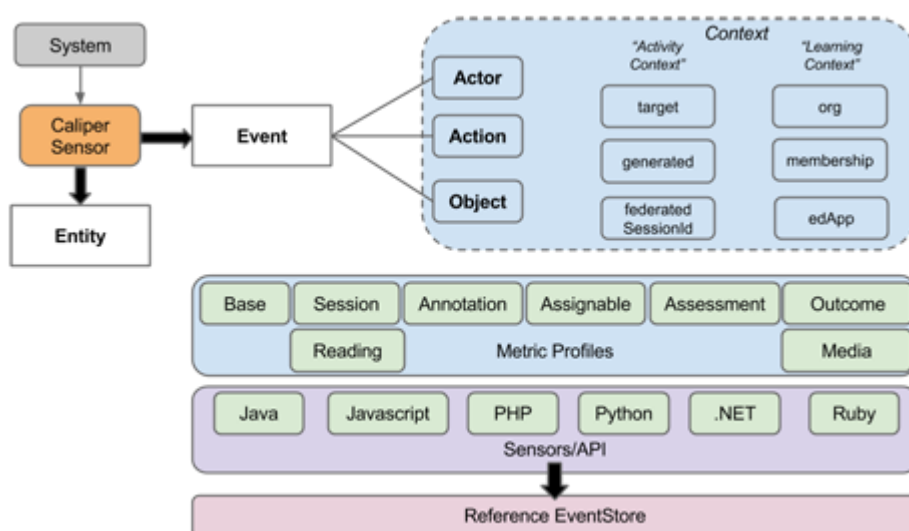 System
Caliper
Sensor
Entity
Event
Context
Actor
Action
Object
"Activity
Context"
target
generated
federated
SessionId
"Learning
Context"
org
membership
edApp
Base
Session
Annotation
Assignable
Assessment
Outcome
Reading
Metric Profiles
Media
Java
Javascript
PHP
Python
.NET
Ruby
Sensors/API
Reference EventStore